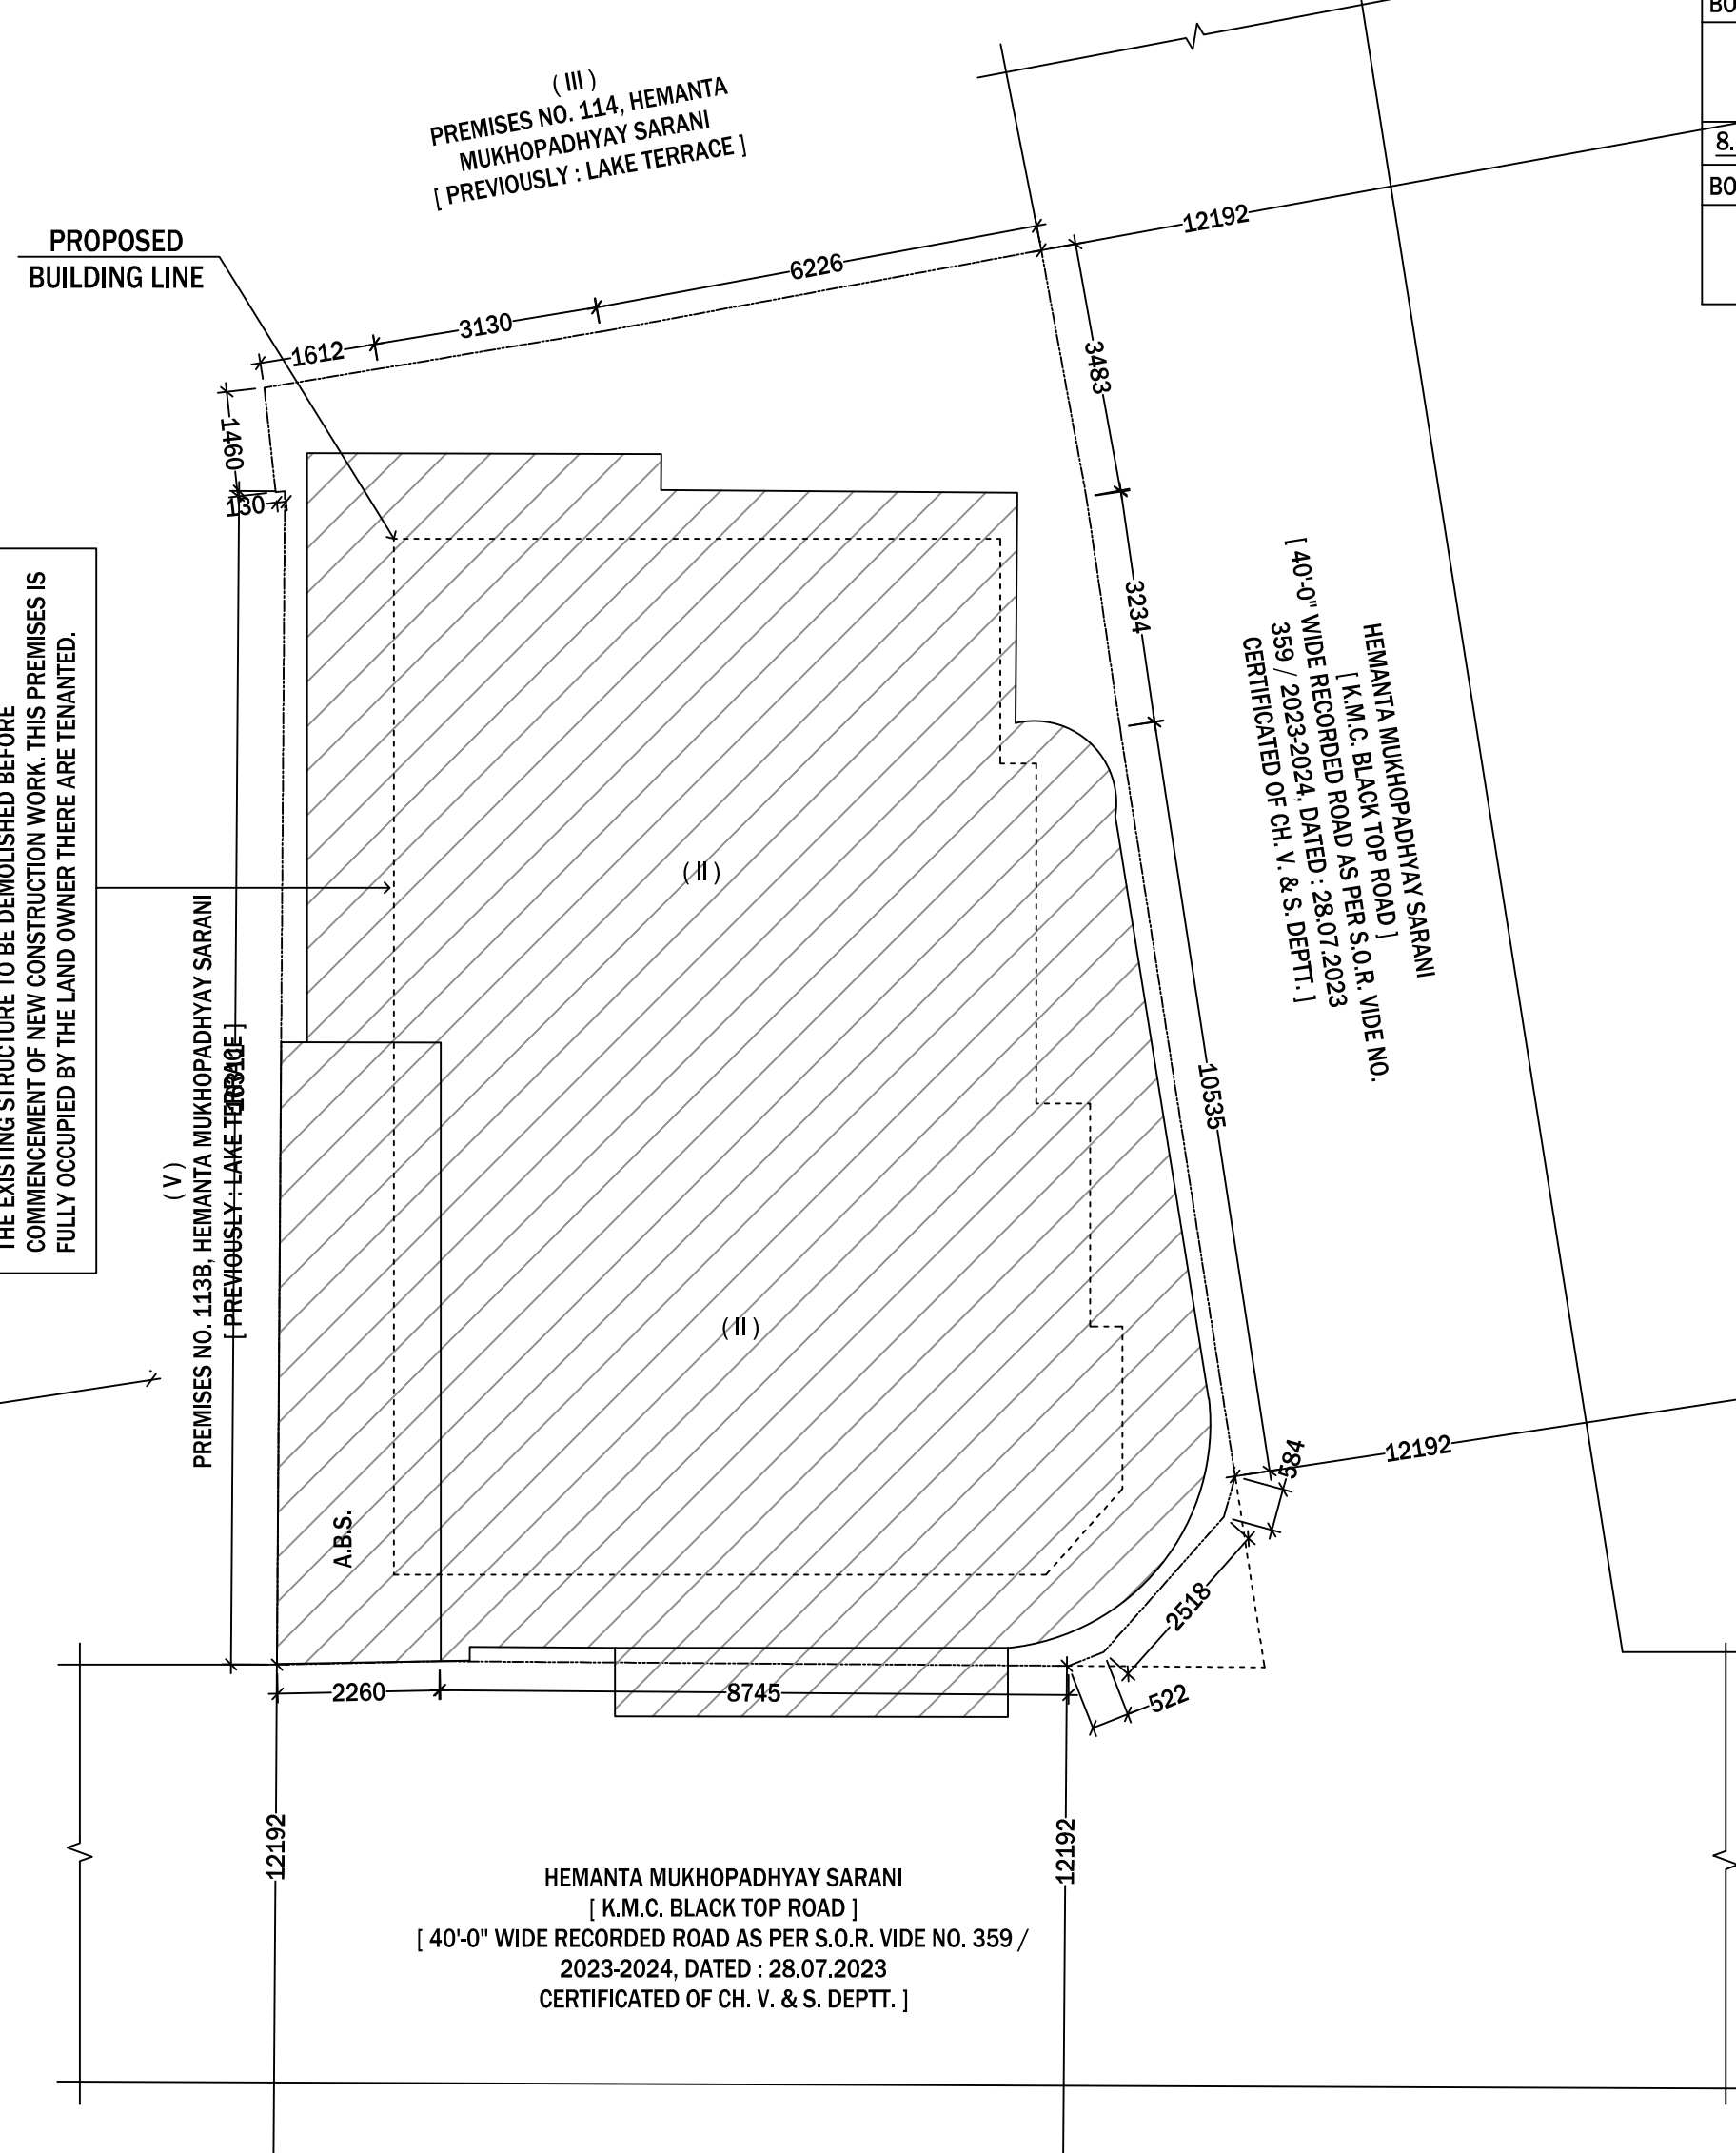 ( III )
PREMISES NO. 114, HEMANTA
MUKHOPADHYAY SARANI
[ PREVIOUSLY : LAKE TERRACE ]
PROPOSED
BUILDING LINE
12192
6226
3130
1612
1460
130
3483
3234
10535
584
2518
522
12192
8745
2260
12192
12192
8.
BO
HEMANTA MUKHOPADHYAY SARANI
[ K.M.C. BLACK TOP ROAD ]
[ 40'-0" WIDE RECORDED ROAD AS PER S.O.R. VIDE NO.
359 / 2023-2024, DATED : 28.07.2023
CERTIFICATED OF CH. V. & S. DEPTT. ]
THE EXISTING STRUCTURE TO BE DEMOLISHED BEFORE
COMMENCEMENT OF NEW CONSTRUCTION WORK. THIS PREMISES IS
FULLY OCCUPIED BY THE LAND OWNER THERE ARE TENANTED.
( II )
( II )
( V )
PREMISES NO. 113B, HEMANTA MUKHOPADHYAY SARANI
[ PREVIOUSLY : LAKE TERRACE ]
A.B.S.
HEMANTA MUKHOPADHYAY SARANI
[ K.M.C. BLACK TOP ROAD ]
[ 40'-0" WIDE RECORDED ROAD AS PER S.O.R. VIDE NO. 359 /
2023-2024, DATED : 28.07.2023
CERTIFICATED OF CH. V. & S. DEPTT. ]